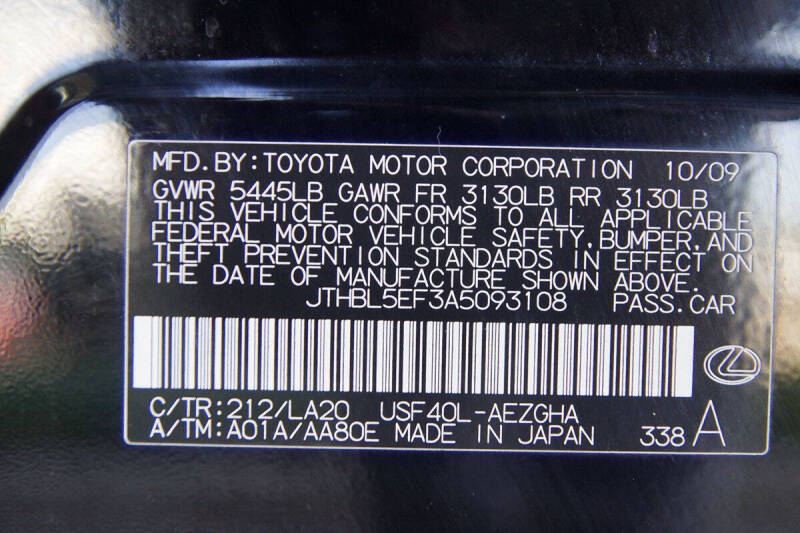 MFD.BY:TOYOTA MOTOR CORPORATION 10/09
GVWR 5445LB GAWR FR 3130LB RR 3130LB
THIS VEHICLE CONFORMS TO ALL APPLICABLE
FEDERAL MOTOR VEHICLE SAFETY,BUMPER,AND
THEFT PREVENTION STANDARDS IN EFFECT ON
THE DATE OF MANUFACTURE SHOWN ABOVE.
JTHBL5EF3A5093108 PASS.CAR
C/TR:212/LA20 USF40L-AEZGHA
A/TM:A01A/AA80E MADE IN JAPAN 338 A